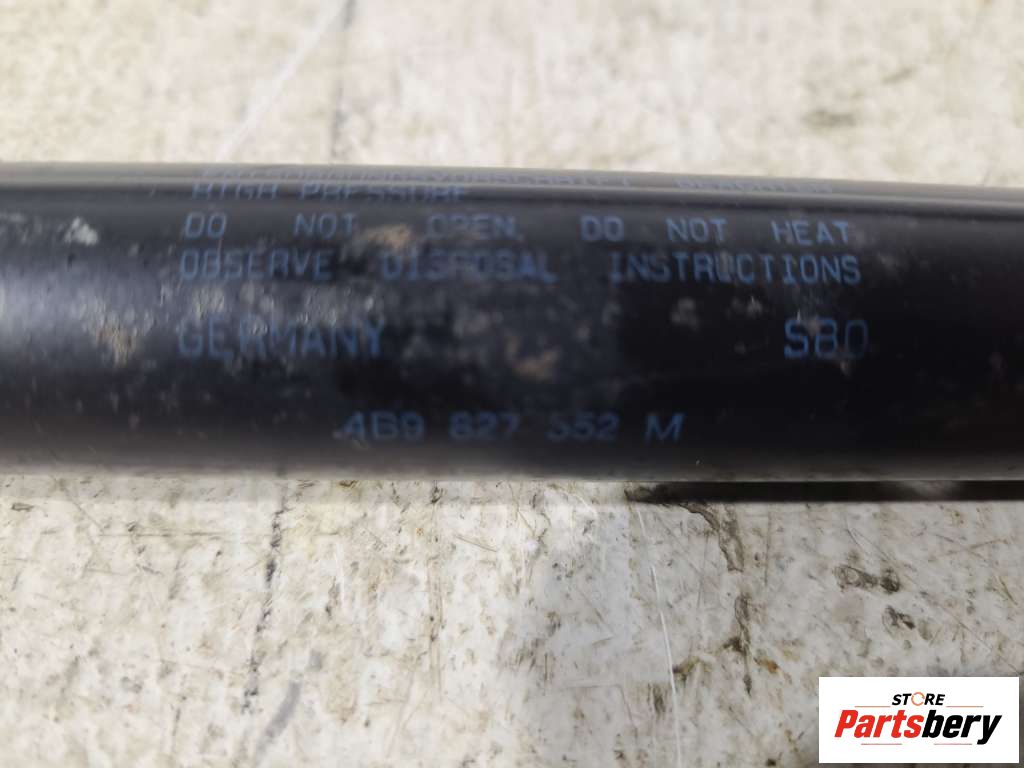 HIGH PRESSURE
DO NOT OPEN. DO NOT HEAT.
OBSERVE DISPOSAL INSTRUCTIONS
GERMANY S80
4B9 827 552 M
STORE
Partsbery